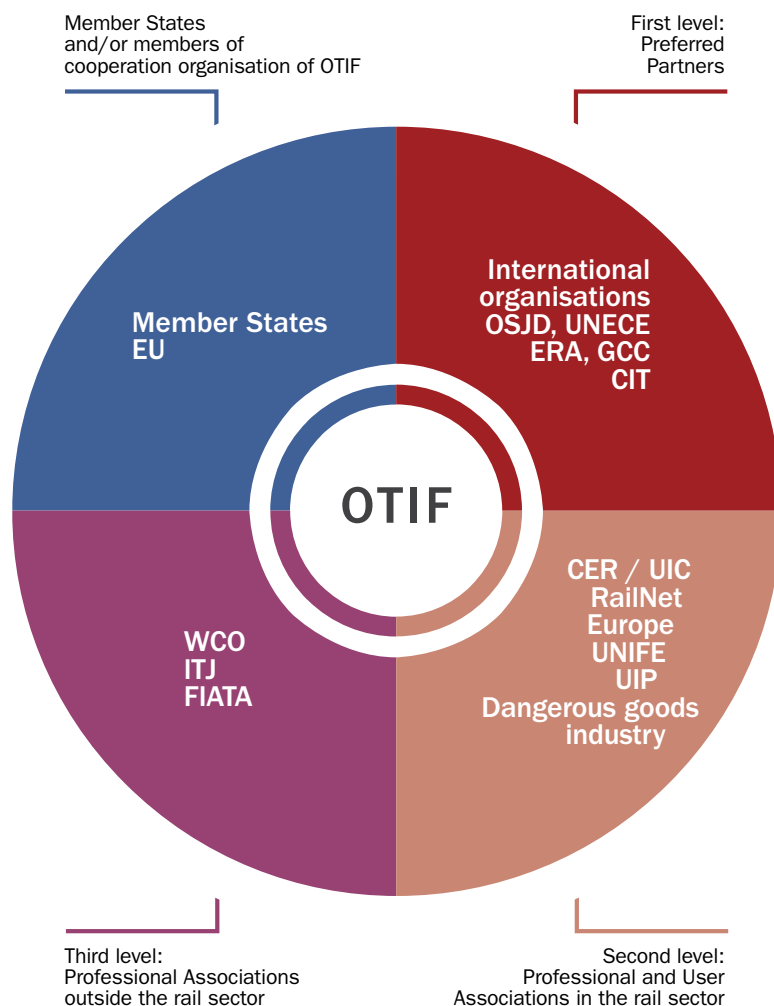 Member States
and/or members of
cooperation organisation of OTIF
First level:
Preferred
Partners
Member States
EU
International
organisations
OSJD, UNECE
ERA, GCC
CIT
OTIF
WCO
ITJ
FIATA
CER / UIC
RailNet
Europe
UNIFE
UIP
Dangerous goods
industry
Third level:
Professional Associations
outside the rail sector
Second level:
Professional and User
Associations in the rail sector